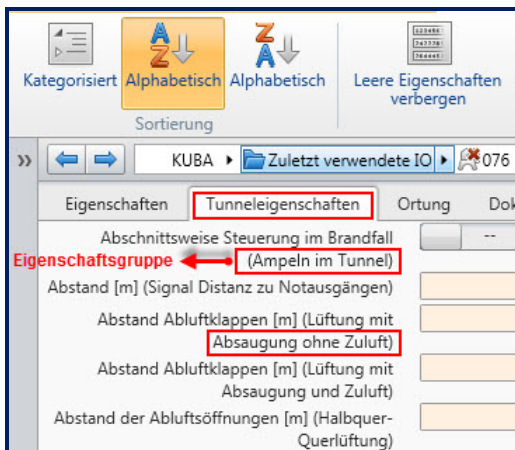 Kategorisiert
Alphabetisch
Alphabetisch
Leere Eigenschaften
verbergen
Sortierung
KUBA
Zuletzt verwendete IO
076
Eigenschaften
Tunneleigenschaften
Ortung
Dok
Abschnittsweise Steuerung im Brandfall
(Ampeln im Tunnel)
--
Eigenschaftsgruppe
Abstand [m] (Signal Distanz zu Notausgängen)
Abstand Abluftklappen [m] (Lüftung mit
Absaugung ohne Zuluft)
Abstand Abluftklappen [m] (Lüftung mit
Absaugung und Zuluft)
Abstand der Abluftsöffnungen [m] (Halbquer-
Querlüftung)